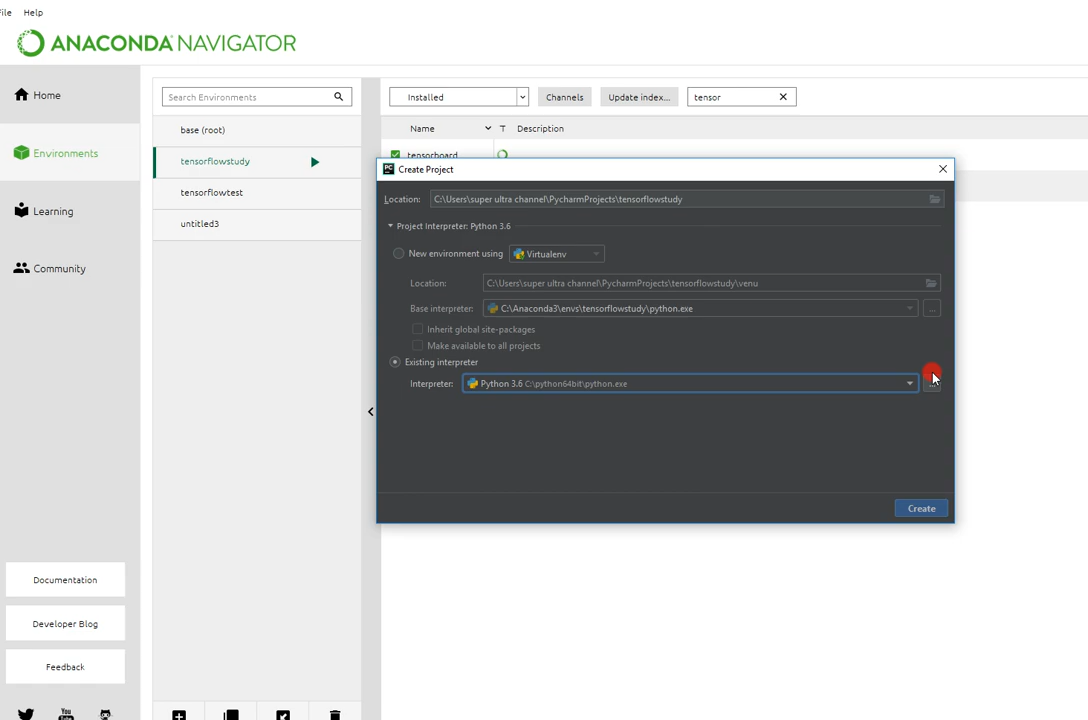 File Help
ANACONDA NAVIGATOR
Home
Environments
Learning
Community
Documentation
Developer Blog
Feedback
Search Environments
base (root)
tensorflowstudy
tensorflowtest
untitled3
Installed Channels Update index... tensor
Name T Description
tensorboard
PC Create Project
Location: C:\Users\super ultra channel\PycharmProjects\tensorflowstudy
Project Interpreter: Python 3.6
New environment using Virtualenv
Location: C:\Users\super ultra channel\PycharmProjects\tensorflowstudy\venv
Base interpreter: C:\Anaconda3\envs\tensorflowstudy\python.exe ...
Inherit global site-packages
Make available to all projects
Existing interpreter
Interpreter: Python 3.6 C:\python64bit\python.exe ...
Create
You Tube